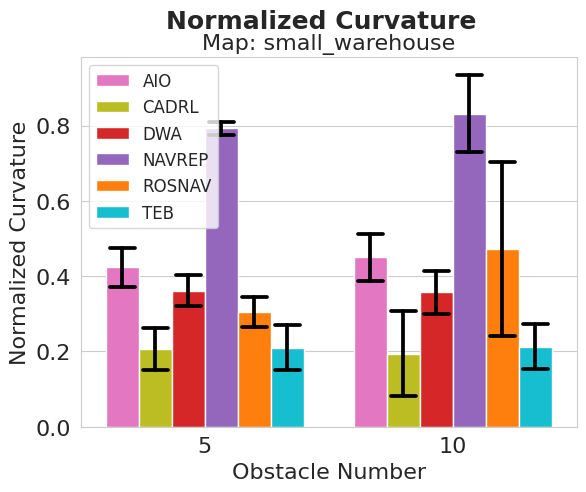 Normalized Curvature
Map: small_warehouse
AIO
CADRL
DWA
NAVREP
ROSNAV
TEB
Normalized Curvature
0.8
0.6
0.4
0.2
0.0
5
10
Obstacle Number